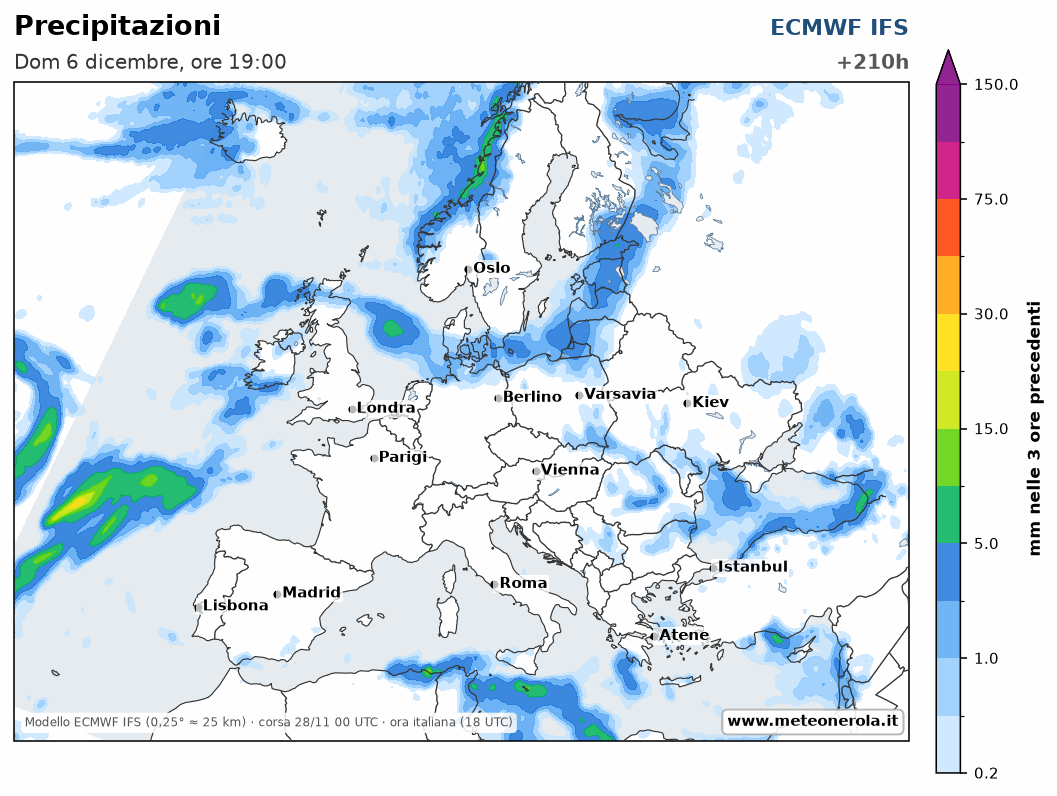 Precipitazioni
ECMWF IFS
Dom 6 dicembre, ore 19:00
+210h
150.0
75.0
30.0
15.0
5.0
1.0
0.2
mm nelle 3 ore precedenti
Oslo
Berlino
Varsavia
Kiev
Londra
Parigi
Vienna
Istanbul
Roma
Madrid
Lisbona
Atene
Modello ECMWF IFS (0,25° ≈ 25 km) · corsa 28/11 00 UTC · ora italiana (18 UTC)
www.meteonerola.it